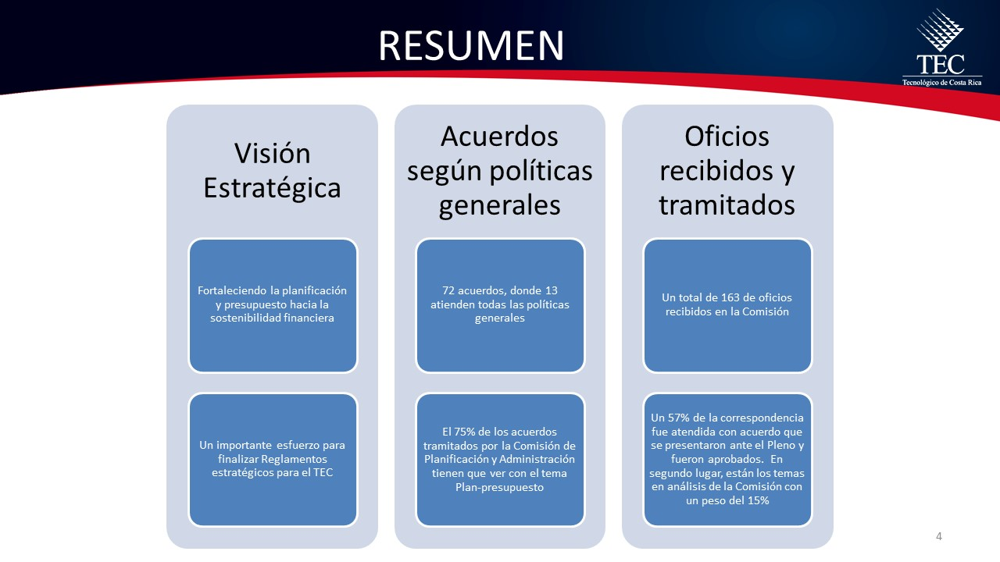 RESUMEN
TEC
Tecnológico de Costa Rica
Visión
Estratégica
Fortaleciendo la planificación
y presupuesto hacia la
sostenibilidad financiera
Un importante esfuerzo para
finalizar Reglamentos
estratégicos para el TEC
Acuerdos
según políticas
generales
72 acuerdos, donde 13
atienden todas las políticas
generales
El 75% de los acuerdos
tramitados por la Comisión de
Planificación y Administración
tienen que ver con el tema
Plan-presupuesto
Oficios
recibidos y
tramitados
Un total de 163 de oficios
recibidos en la Comisión
Un 57% de la correspondencia
fue atendida con acuerdo que
se presentaron ante el Pleno y
fueron aprobados. En
segundo lugar, están los temas
en análisis de la Comisión con
un peso del 15%
4